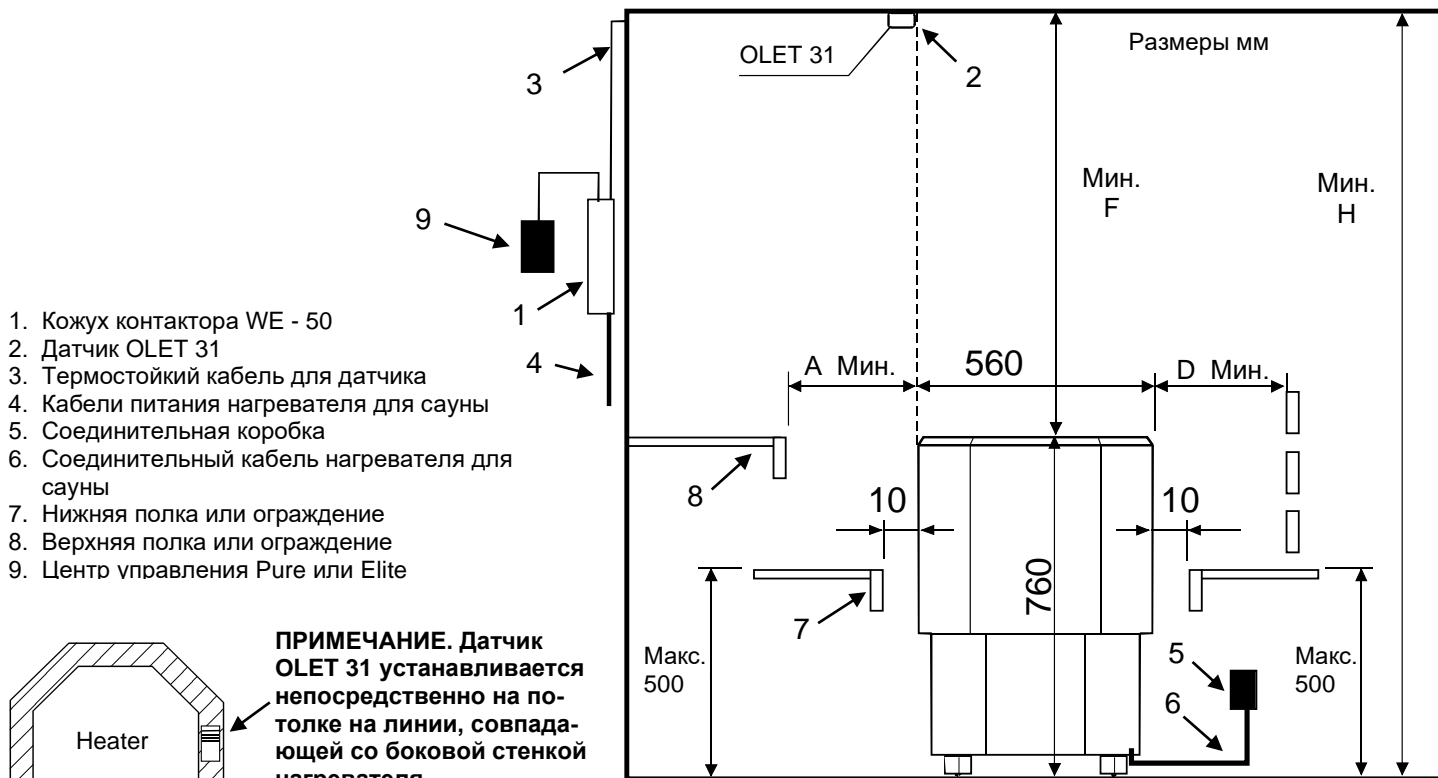 OLET 31
Размеры мм
3
2
Мин.
F
Мин.
H
9
1
4
A Мин.
560
D Мин.
1. Кожух контактора WE - 50
2. Датчик OLET 31
3. Термостойкий кабель для датчика
4. Кабели питания нагревателя для сауны
5. Соединительная коробка
6. Соединительный кабель нагревателя для
сауны
7. Нижняя полка или ограждение
8. Верхняя полка или ограждение
9. Центр управления Pure или Elite
8
10
10
760
7
Макс.
500
5
6
Макс.
500
Heater
ПРИМЕЧАНИЕ. Датчик
OLET 31 устанавливается
непосредственно на по-
толке на линии, совпада-
ющей со боковой стенкой
нагревателя